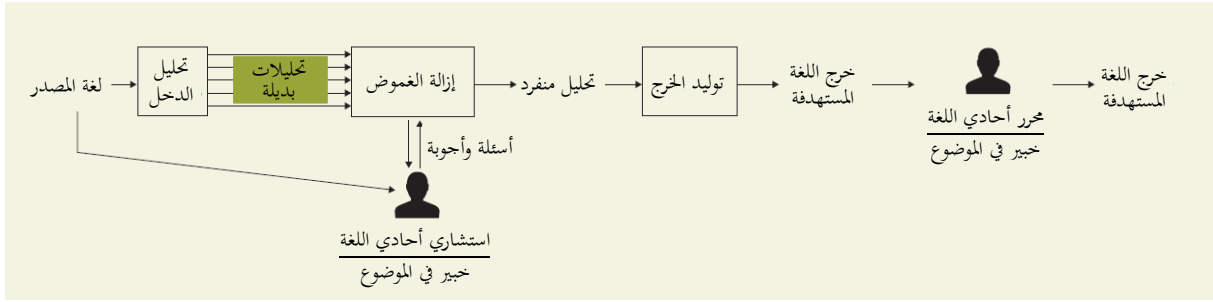 لغة المصدر
تحليل
الدخل
تحليلات
بديلة
إزالة الغموض
تحليل منفرد
توليد الخرج
خرج اللغة
المستهدفة
محرر أحادي اللغة
خبير في الموضوع
خرج اللغة
المستهدفة
أسئلة وأجوبة
استشاري أحادي اللغة
خبير في الموضوع